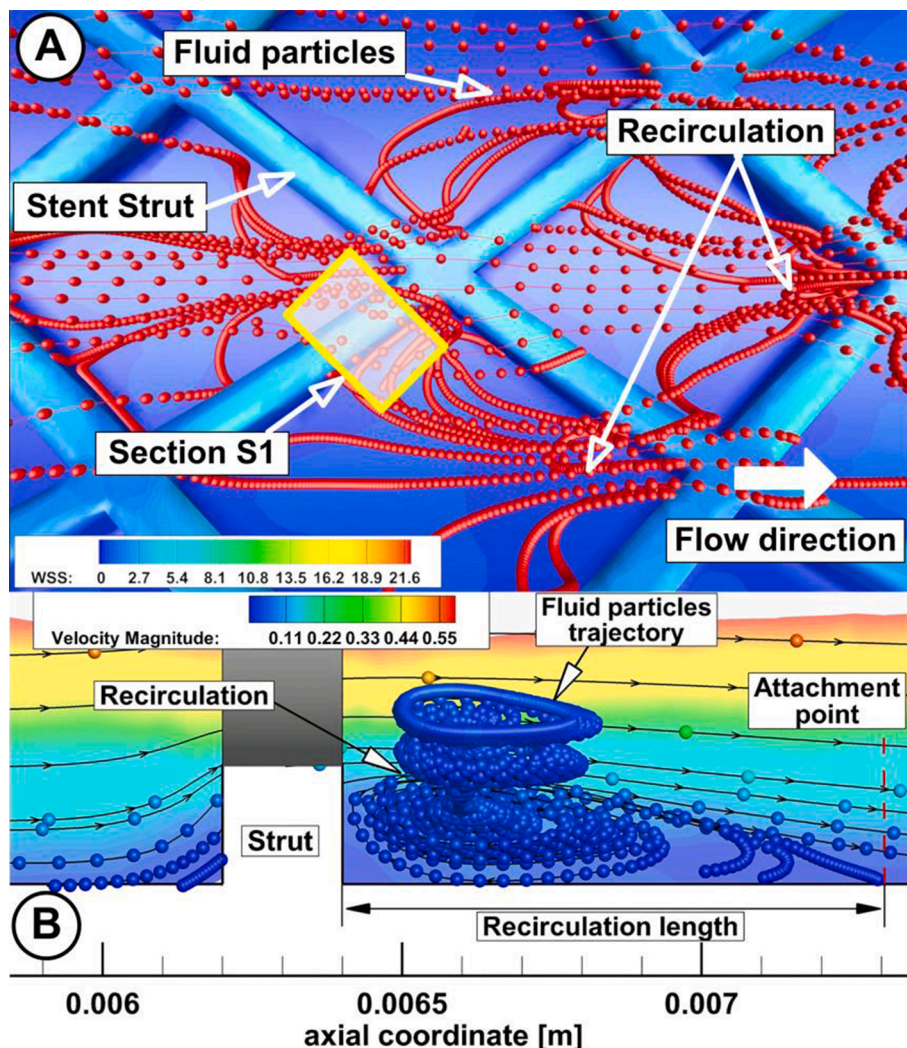 A
Fluid particles
Recirculation
Stent Strut
Section S1
Flow direction
WSS: 0 2.7 5.4 8.1 10.8 13.5 16.2 18.9 21.6
Velocity Magnitude: 0.11 0.22 0.33 0.44 0.55
Fluid particles
trajectory
Recirculation
Attachment
point
Strut
B
Recirculation length
0.006 0.0065 0.007
axial coordinate [m]